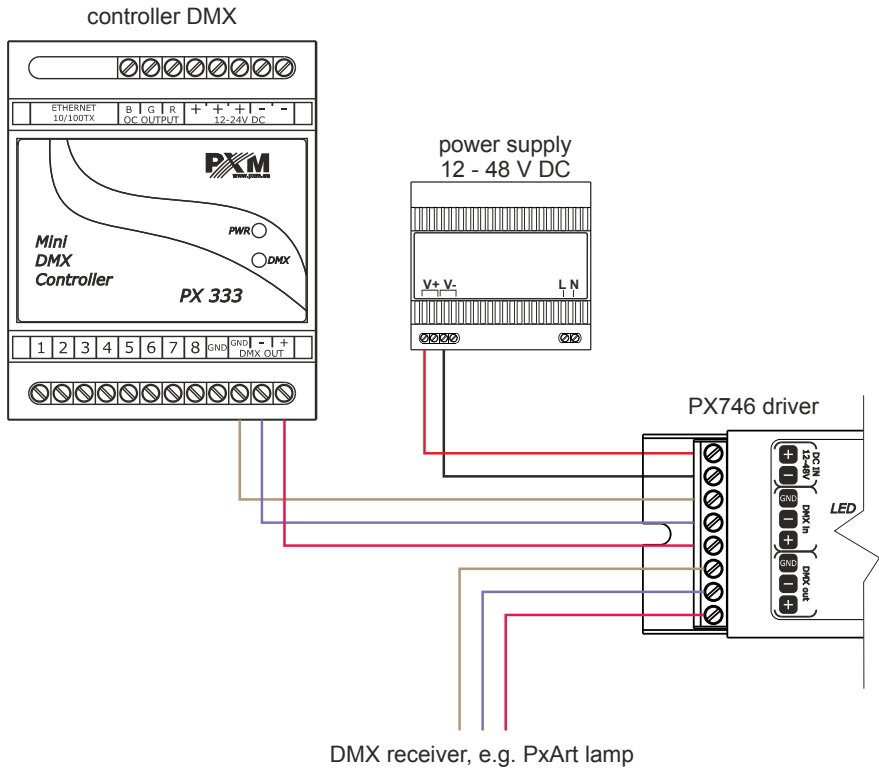 controller DMX
ETHERNET
10/100TX
B G R + + + - -
OC OUTPUT 12-24V DC
PXM
www.pxm.eu
PWR
DMX
Mini
DMX
Controller
PX 333
1 2 3 4 5 6 7 8 GND GND - +
DMX OUT
power supply
12 - 48 V DC
V+ V- L N
PX746 driver
+
-
DC IN
12-48V
GND
-
+
DMX in
GND
-
+
DMX out
LED
DMX receiver, e.g. PxArt lamp